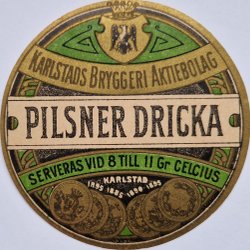 KARLSTADS BRYGGERI AKTIEBOLAG
PILSNER DRICKA
SERVERAS VID 8 TILL 11 Gr CELCIUS
KARLSTAD